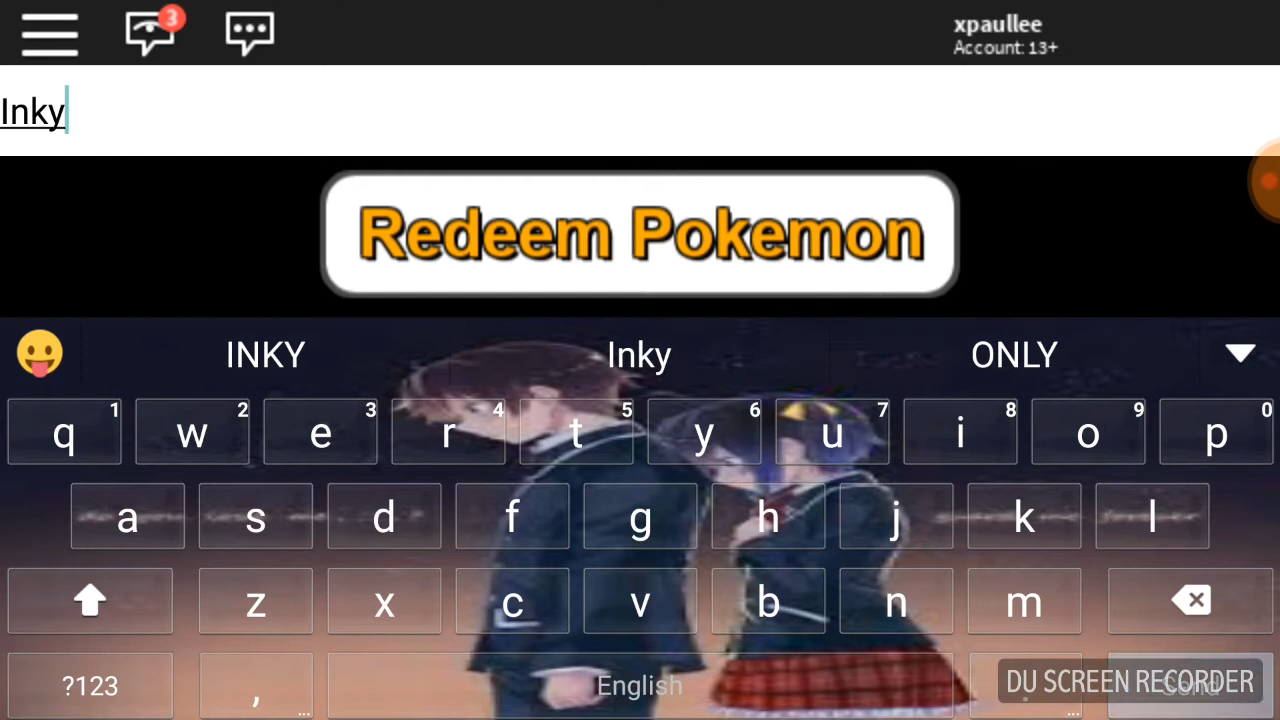 3
xpaullee
Account: 13+
Inky
Redeem Pokemon
INKY Inky ONLY
q 1 w 2 e 3 r 4 t 5 y 6 u 7 i 8 o 9 p 0
a s d f g h j k l
z x c v b n m
?123 , ... English . ...
DU SCREEN RECORDER